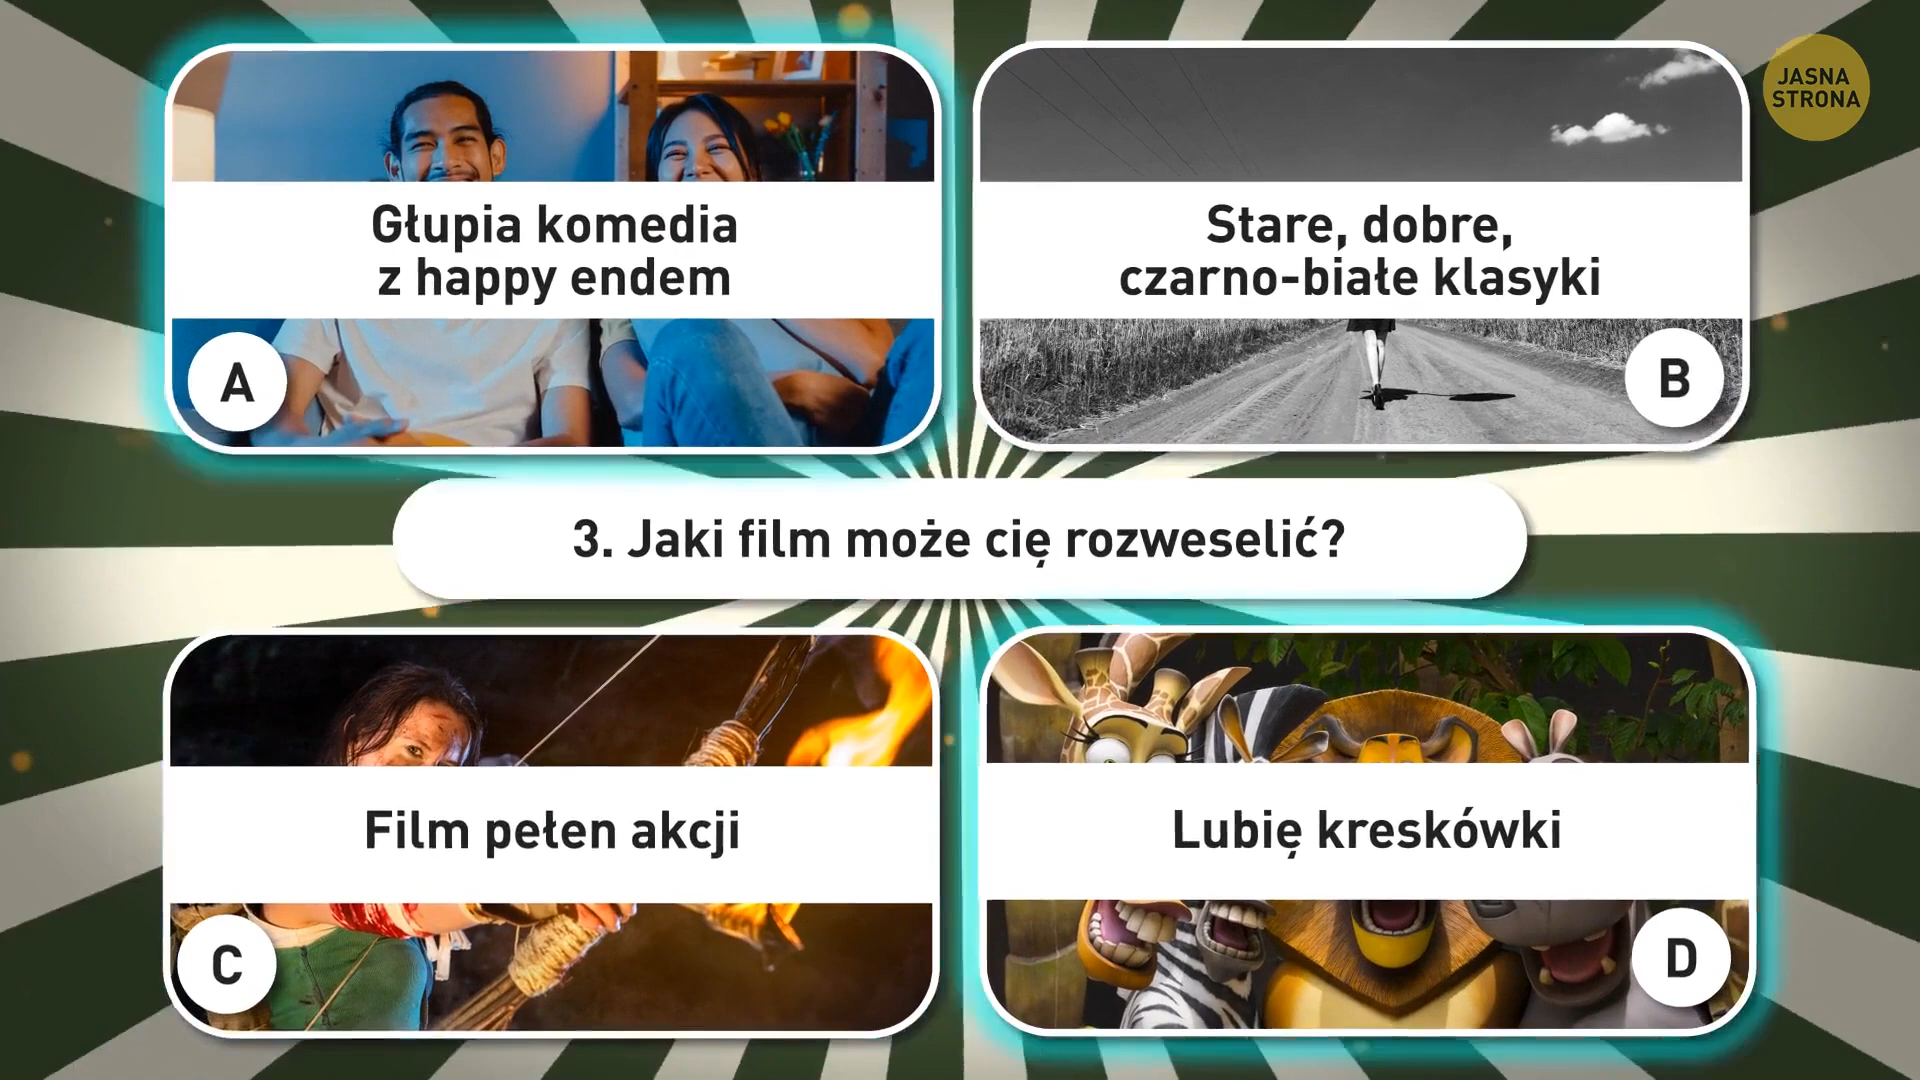 JASNA
STRONA
Głupia komedia
z happy endem
A
Stare, dobre,
czarno-białe klasyki
B
3. Jaki film może cię rozweselić?
Film pełen akcji
C
Lubię kreskówki
D